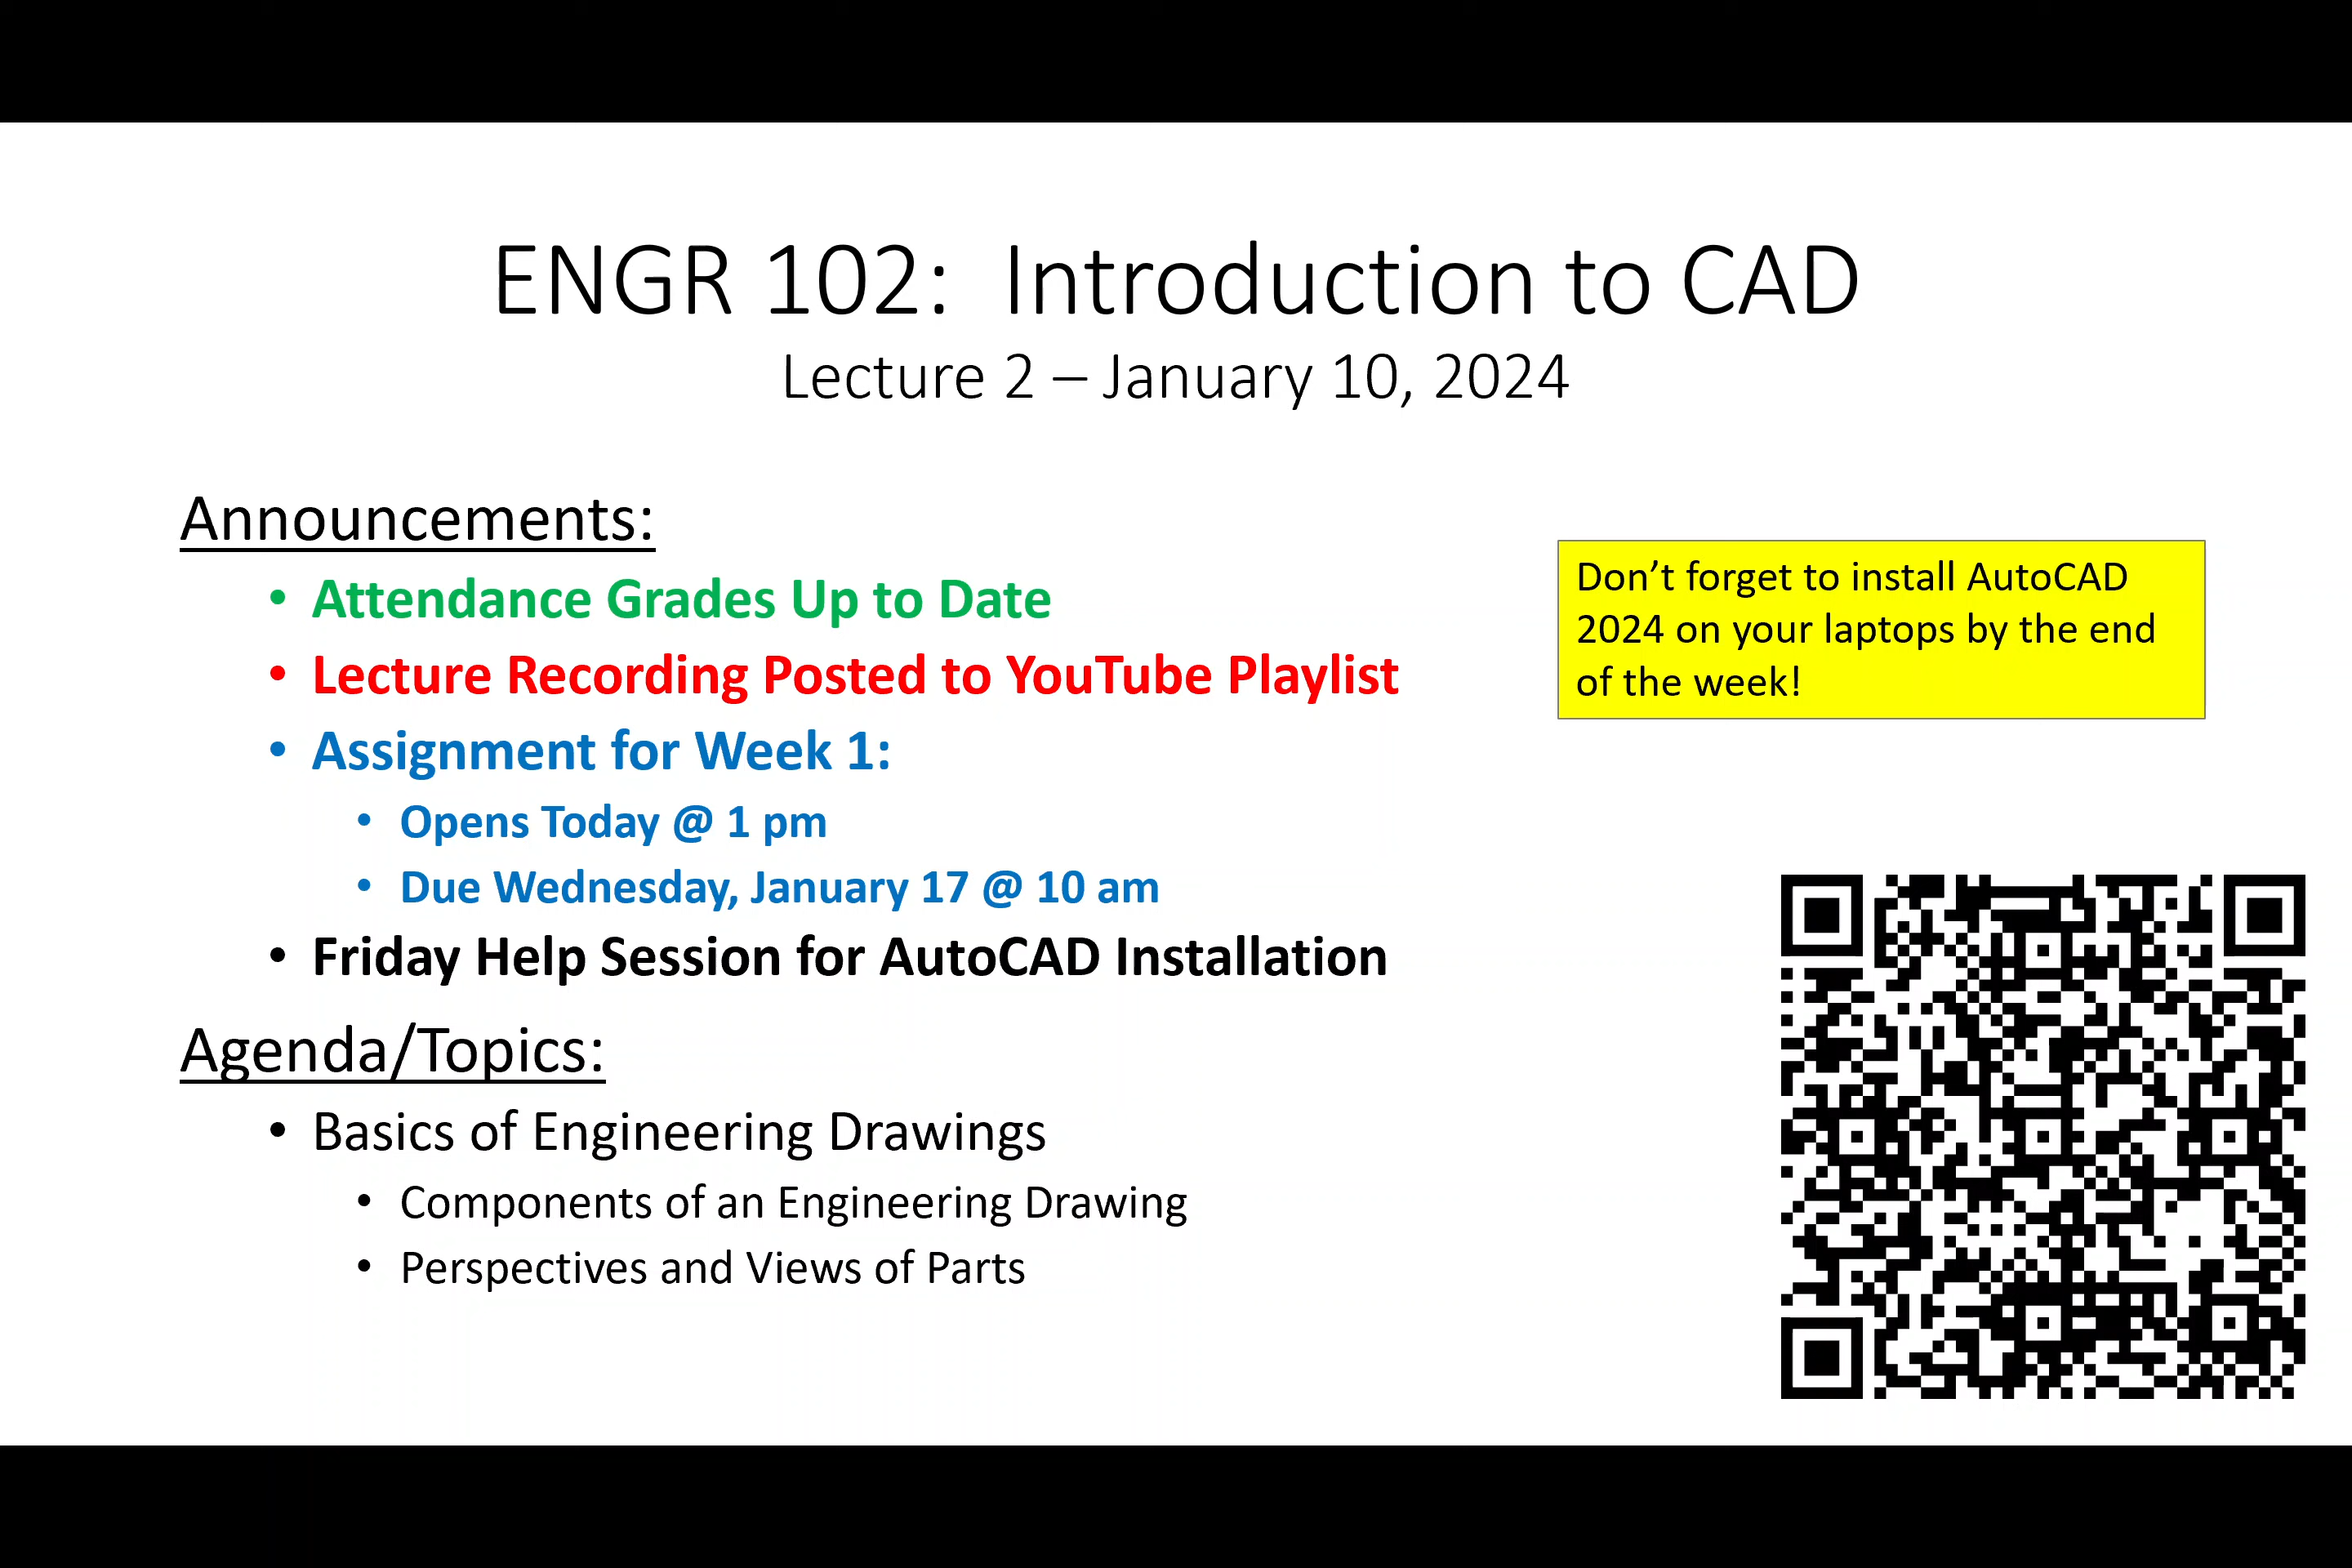 ENGR 102:  Introduction to CAD
Lecture 2 – January 10, 2024
Announcements:
• Attendance Grades Up to Date
• Lecture Recording Posted to YouTube Playlist
• Assignment for Week 1:
• Opens Today @ 1 pm
• Due Wednesday, January 17 @ 10 am
• Friday Help Session for AutoCAD Installation
Agenda/Topics:
• Basics of Engineering Drawings
• Components of an Engineering Drawing
• Perspectives and Views of Parts
Don’t forget to install AutoCAD
2024 on your laptops by the end
of the week!